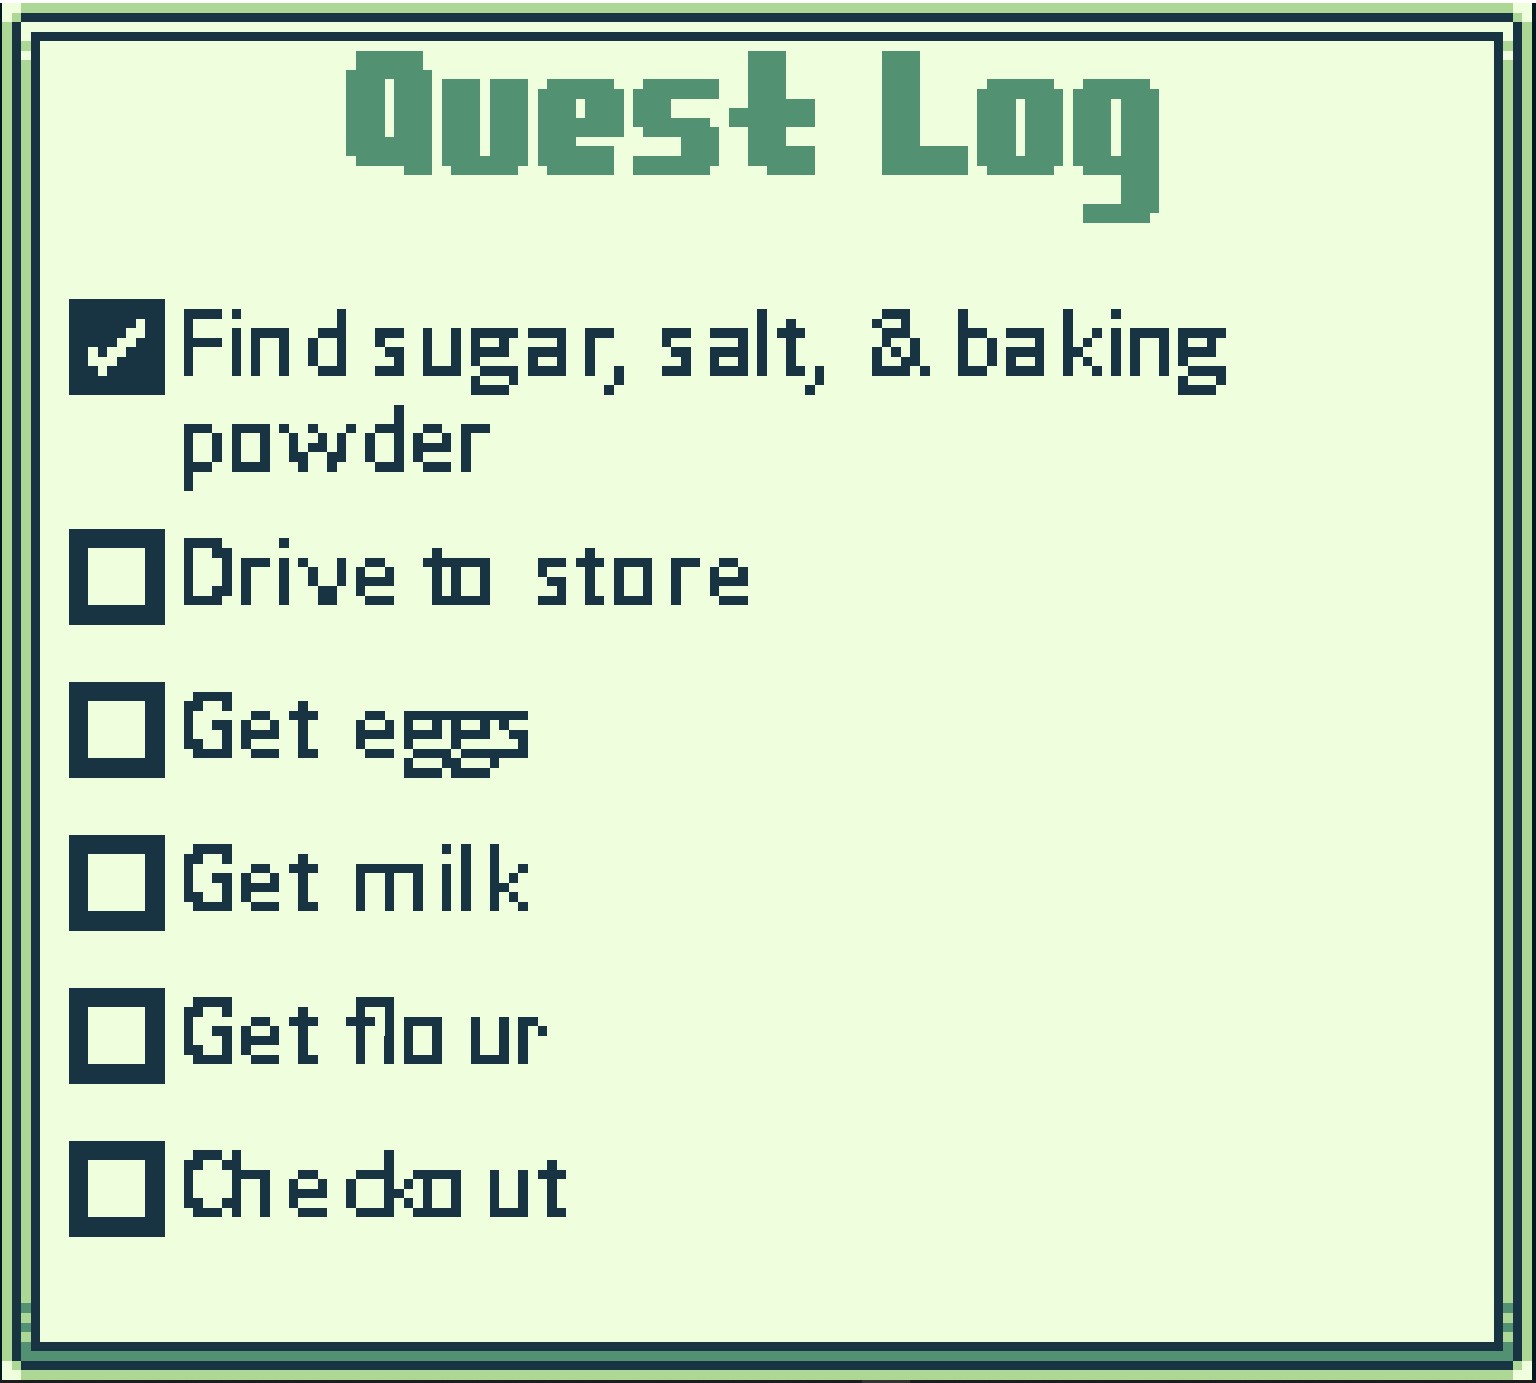 Quest Log
Find sugar, salt, & baking
powder
Drive to store
Get eggs
Get milk
Get flour
Checkout